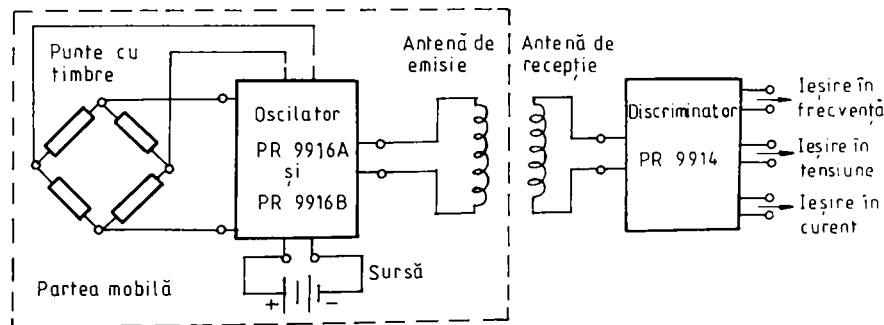 Punte cu
timbre
Oscilator
PR 9916A
și
PR 9916B
Antenă de
emisie
Antenă de
recepție
Discriminator
PR 9914
Ieșire în
frecvență
Ieșire în
tensiune
Ieșire în
curent
Sursă
+
-
Partea mobilă